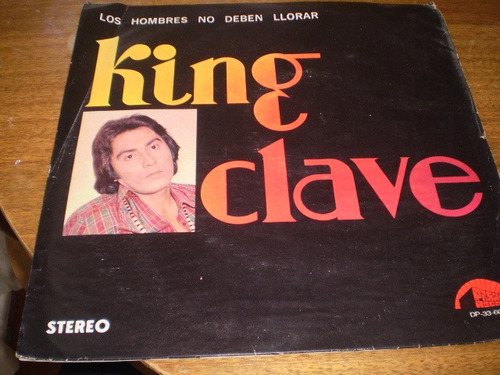 LOS HOMBRES NO DEBEN LLORAR
king
clave
STEREO